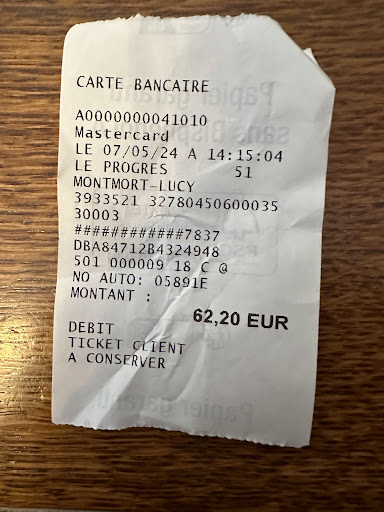 CARTE BANCAIRE
A0000000041010
Mastercard
LE 07/05/24 A 14:15:04
LE PROGRES 51
MONTMORT-LUCY
3933521 32780450600035
30003
############7837
DBA84712B4324948
501 000009 18 C @
NO AUTO: 05891E
MONTANT :
62,20 EUR
DEBIT
TICKET CLIENT
A CONSERVER